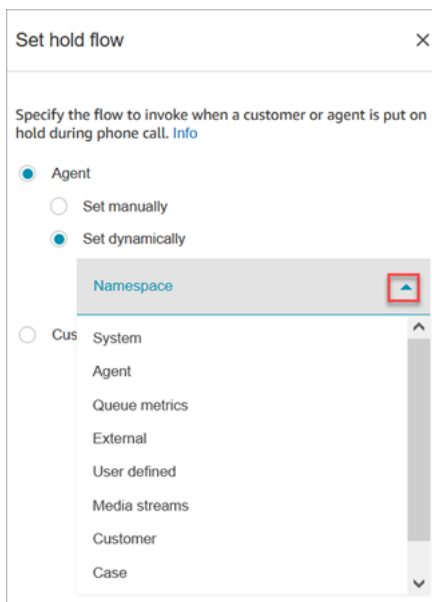 Set hold flow
Specify the flow to invoke when a customer or agent is put on
hold during phone call. Info
Agent
Set manually
Set dynamically
Namespace
Cus
System
Agent
Queue metrics
External
User defined
Media streams
Customer
Case